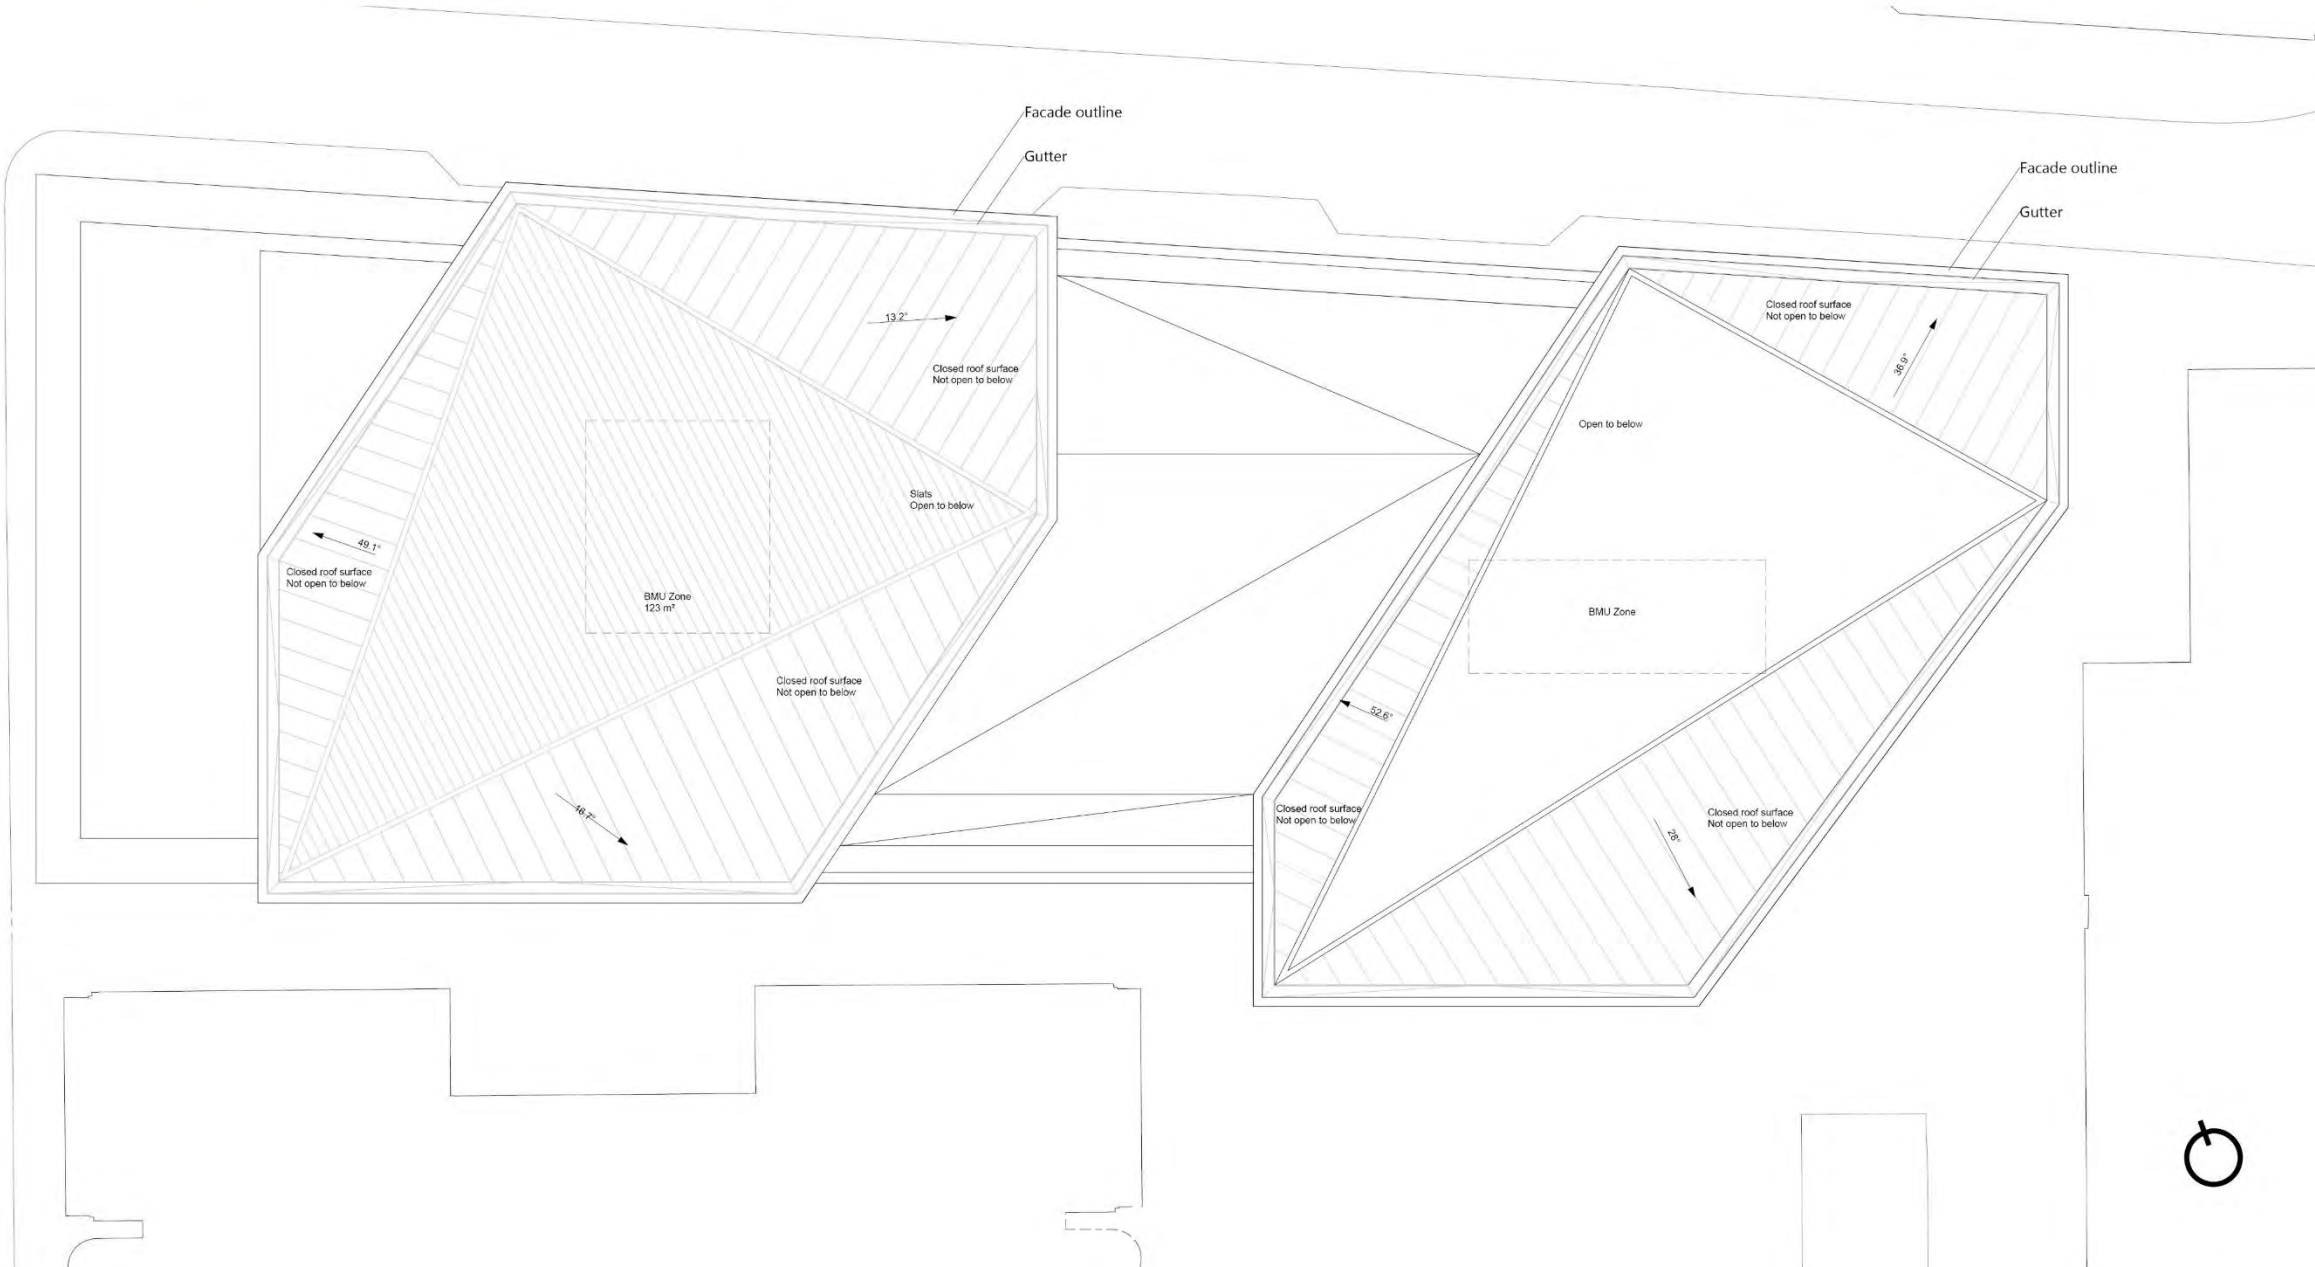 Facade outline
Gutter
Facade outline
Gutter
13.2°
Closed roof surface
Not open to below
Slats
Open to below
49.1°
Closed roof surface
Not open to below
BMU Zone
123 m²
Closed roof surface
Not open to below
16.7°
Closed roof surface
Not open to below
36.9°
Open to below
BMU Zone
52.6°
Closed roof surface
Not open to below
Closed roof surface
Not open to below
28°